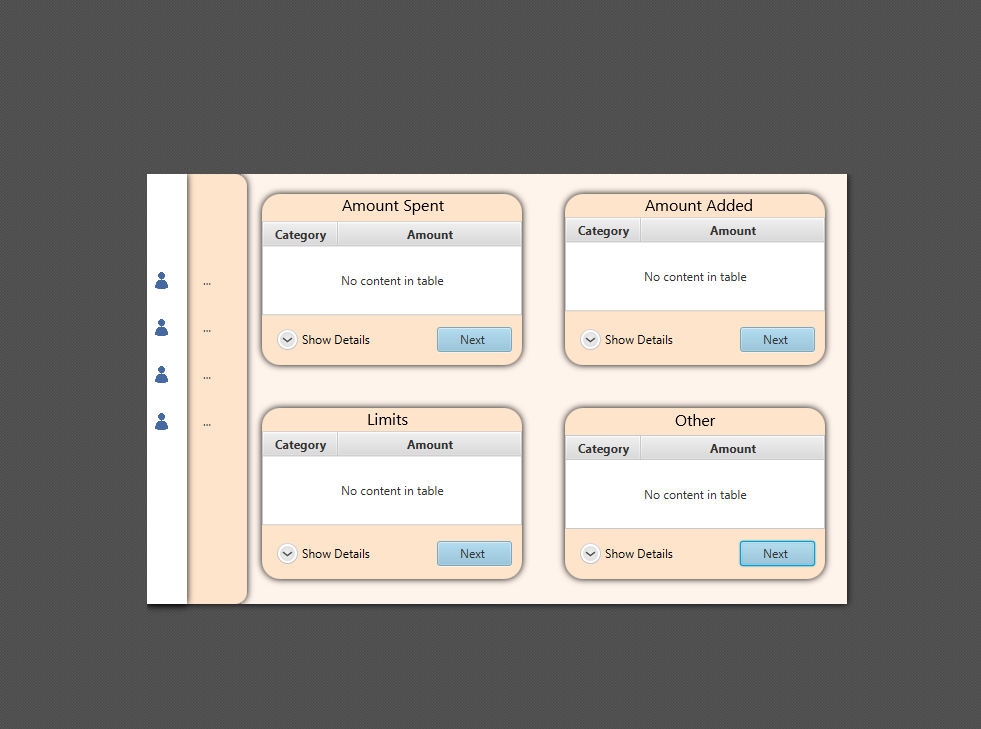 ...
...
...
...
Amount Spent
Category Amount
No content in table
Show Details Next
Amount Added
Category Amount
No content in table
Show Details Next
Limits
Category Amount
No content in table
Show Details Next
Other
Category Amount
No content in table
Show Details Next